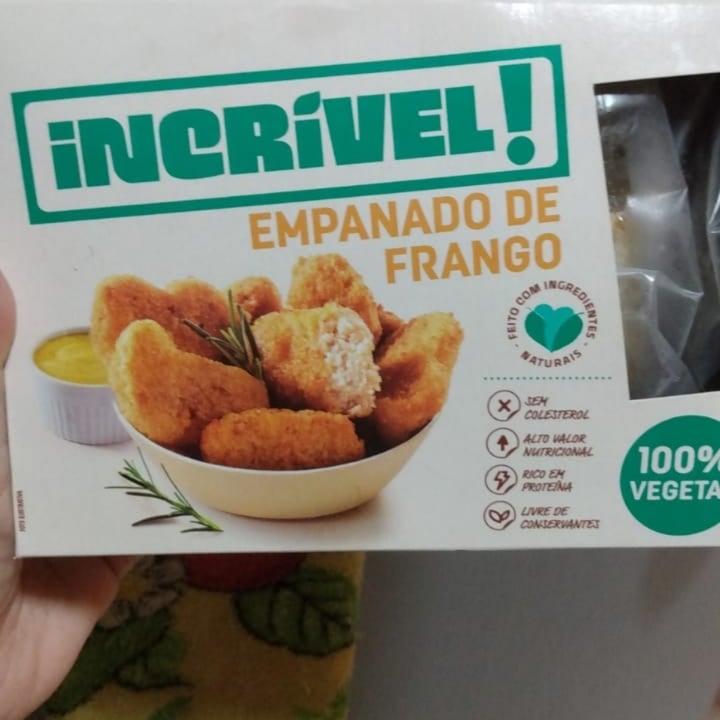 iNCRÍVEL!
EMPANADO DE
FRANGO
FEITO COM INGREDIENTES
NATURAIS
SEM
COLESTEROL
ALTO VALOR
NUTRICIONAL
RICO EM
PROTEÍNA
LIVRE DE
CONSERVANTES
100%
VEGETA